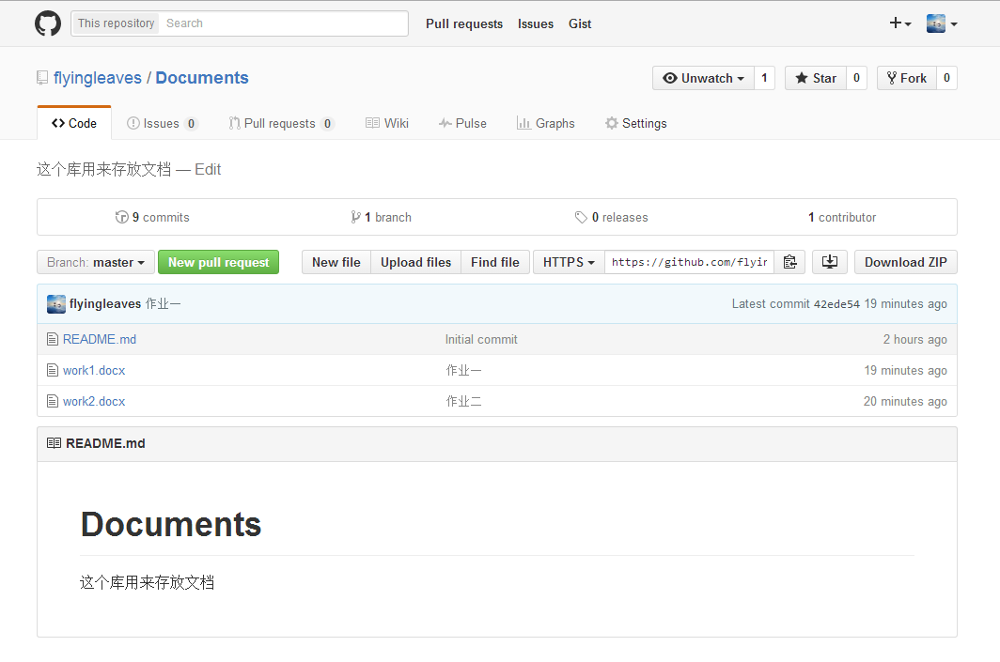 This repository Search Pull requests Issues Gist
flyingleaves / Documents Unwatch 1 Star 0 Fork 0
Code Issues 0 Pull requests 0 Wiki Pulse Graphs Settings
这个库用来存放文档 — Edit
9 commits 1 branch 0 releases 1 contributor
Branch: master New pull request New file Upload files Find file HTTPS https://github.com/flyin Download ZIP
flyingleaves 作业一 Latest commit 42ede54 19 minutes ago
README.md Initial commit 2 hours ago
work1.docx 作业一 19 minutes ago
work2.docx 作业二 20 minutes ago
README.md
Documents
这个库用来存放文档